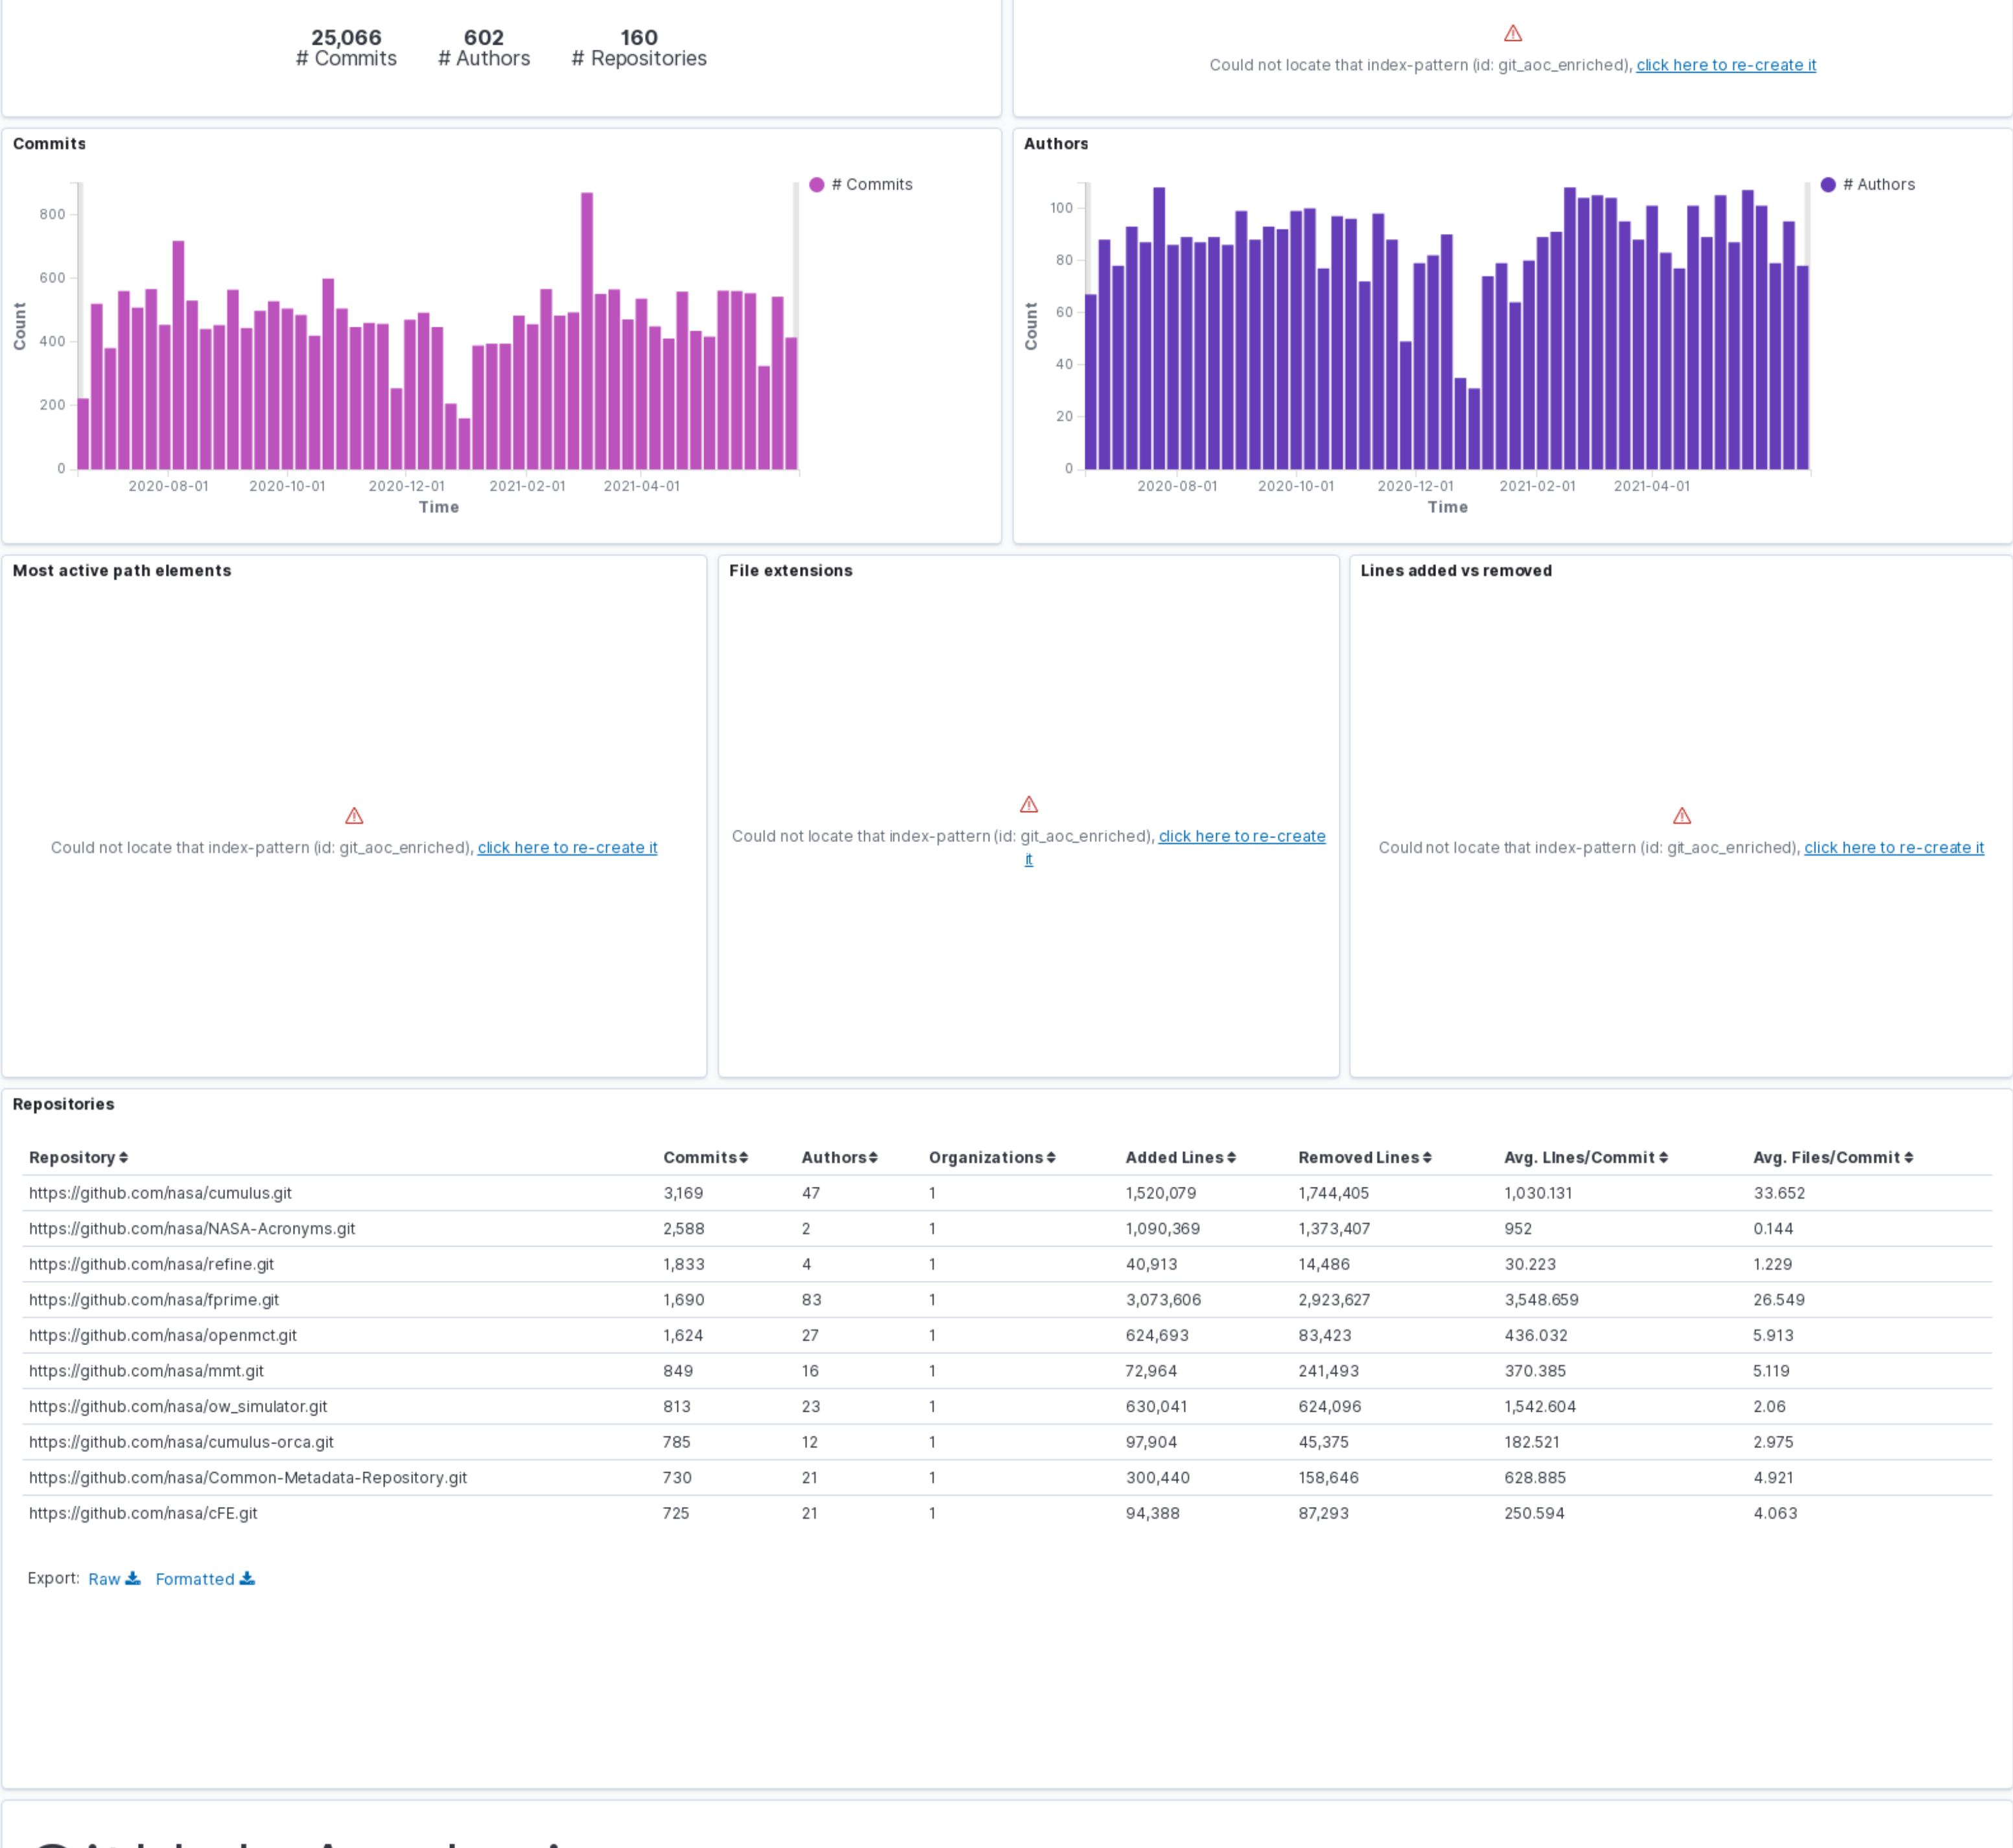 25,066 602 160
# Commits # Authors # Repositories
Could not locate that index-pattern (id: git_aoc_enriched), click here to re-create it
Commits
# Commits
800
600
400
200
0
Count
2020-08-01 2020-10-01 2020-12-01 2021-02-01 2021-04-01
Time
Authors
# Authors
100
80
60
40
20
0
Count
2020-08-01 2020-10-01 2020-12-01 2021-02-01 2021-04-01
Time
Most active path elements
Could not locate that index-pattern (id: git_aoc_enriched), click here to re-create it
File extensions
Could not locate that index-pattern (id: git_aoc_enriched), click here to re-create
it
Lines added vs removed
Could not locate that index-pattern (id: git_aoc_enriched), click here to re-create it
Repositories
Repository Commits Authors Organizations Added Lines Removed Lines Avg. LInes/Commit Avg. Files/Commit
https://github.com/nasa/cumulus.git 3,169 47 1 1,520,079 1,744,405 1,030.131 33.652
https://github.com/nasa/NASA-Acronyms.git 2,588 2 1 1,090,369 1,373,407 952 0.144
https://github.com/nasa/refine.git 1,833 4 1 40,913 14,486 30.223 1.229
https://github.com/nasa/fprime.git 1,690 83 1 3,073,606 2,923,627 3,548.659 26.549
https://github.com/nasa/openmct.git 1,624 27 1 624,693 83,423 436.032 5.913
https://github.com/nasa/mmt.git 849 16 1 72,964 241,493 370.385 5.119
https://github.com/nasa/ow_simulator.git 813 23 1 630,041 624,096 1,542.604 2.06
https://github.com/nasa/cumulus-orca.git 785 12 1 97,904 45,375 182.521 2.975
https://github.com/nasa/Common-Metadata-Repository.git 730 21 1 300,440 158,646 628.885 4.921
https://github.com/nasa/cFE.git 725 21 1 94,388 87,293 250.594 4.063
Export: Raw Formatted